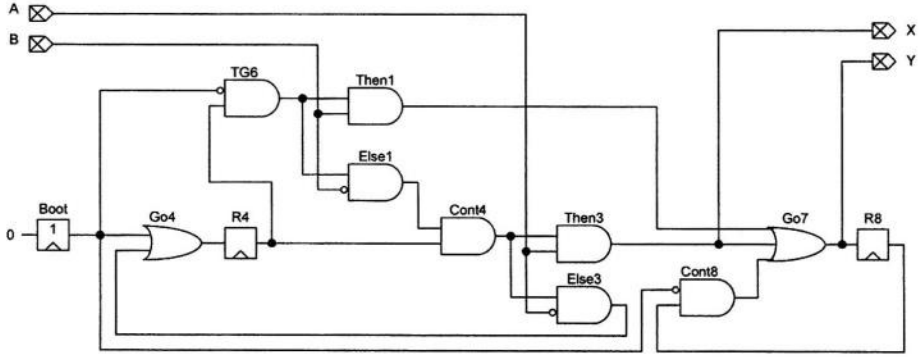 A
B
X
Y
TG6
Then1
Else1
Boot
0
1
Go4
R4
Cont4
Then3
Go7
R8
Else3
Cont8